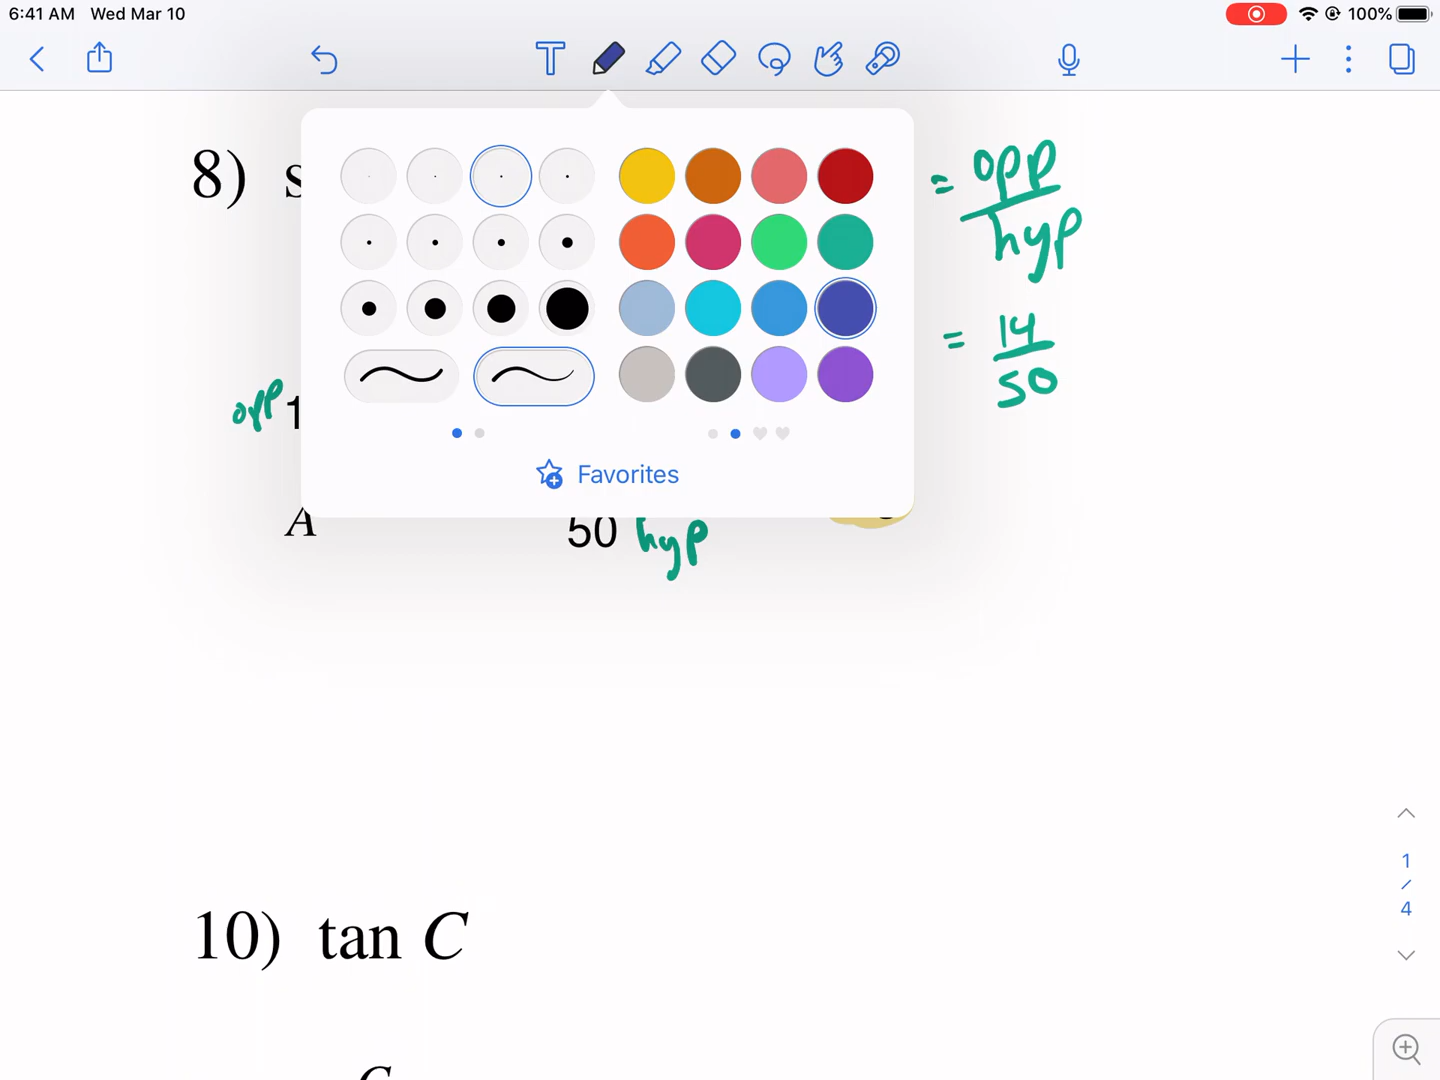 6:41 AM Wed Mar 10 100%
T
8) s
= opp
hyp
= 14
50
opp 1
Favorites
A 50 hyp
1
/
4
10) tan C
C